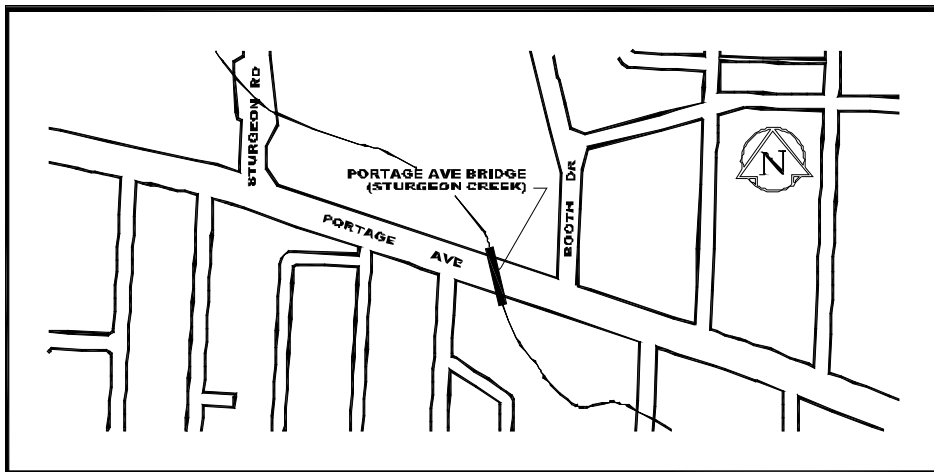 STURGEON RD
PORTAGE AVE BRIDGE
(STURGEON CREEK)
BOOTH DR
PORTAGE AVE
N